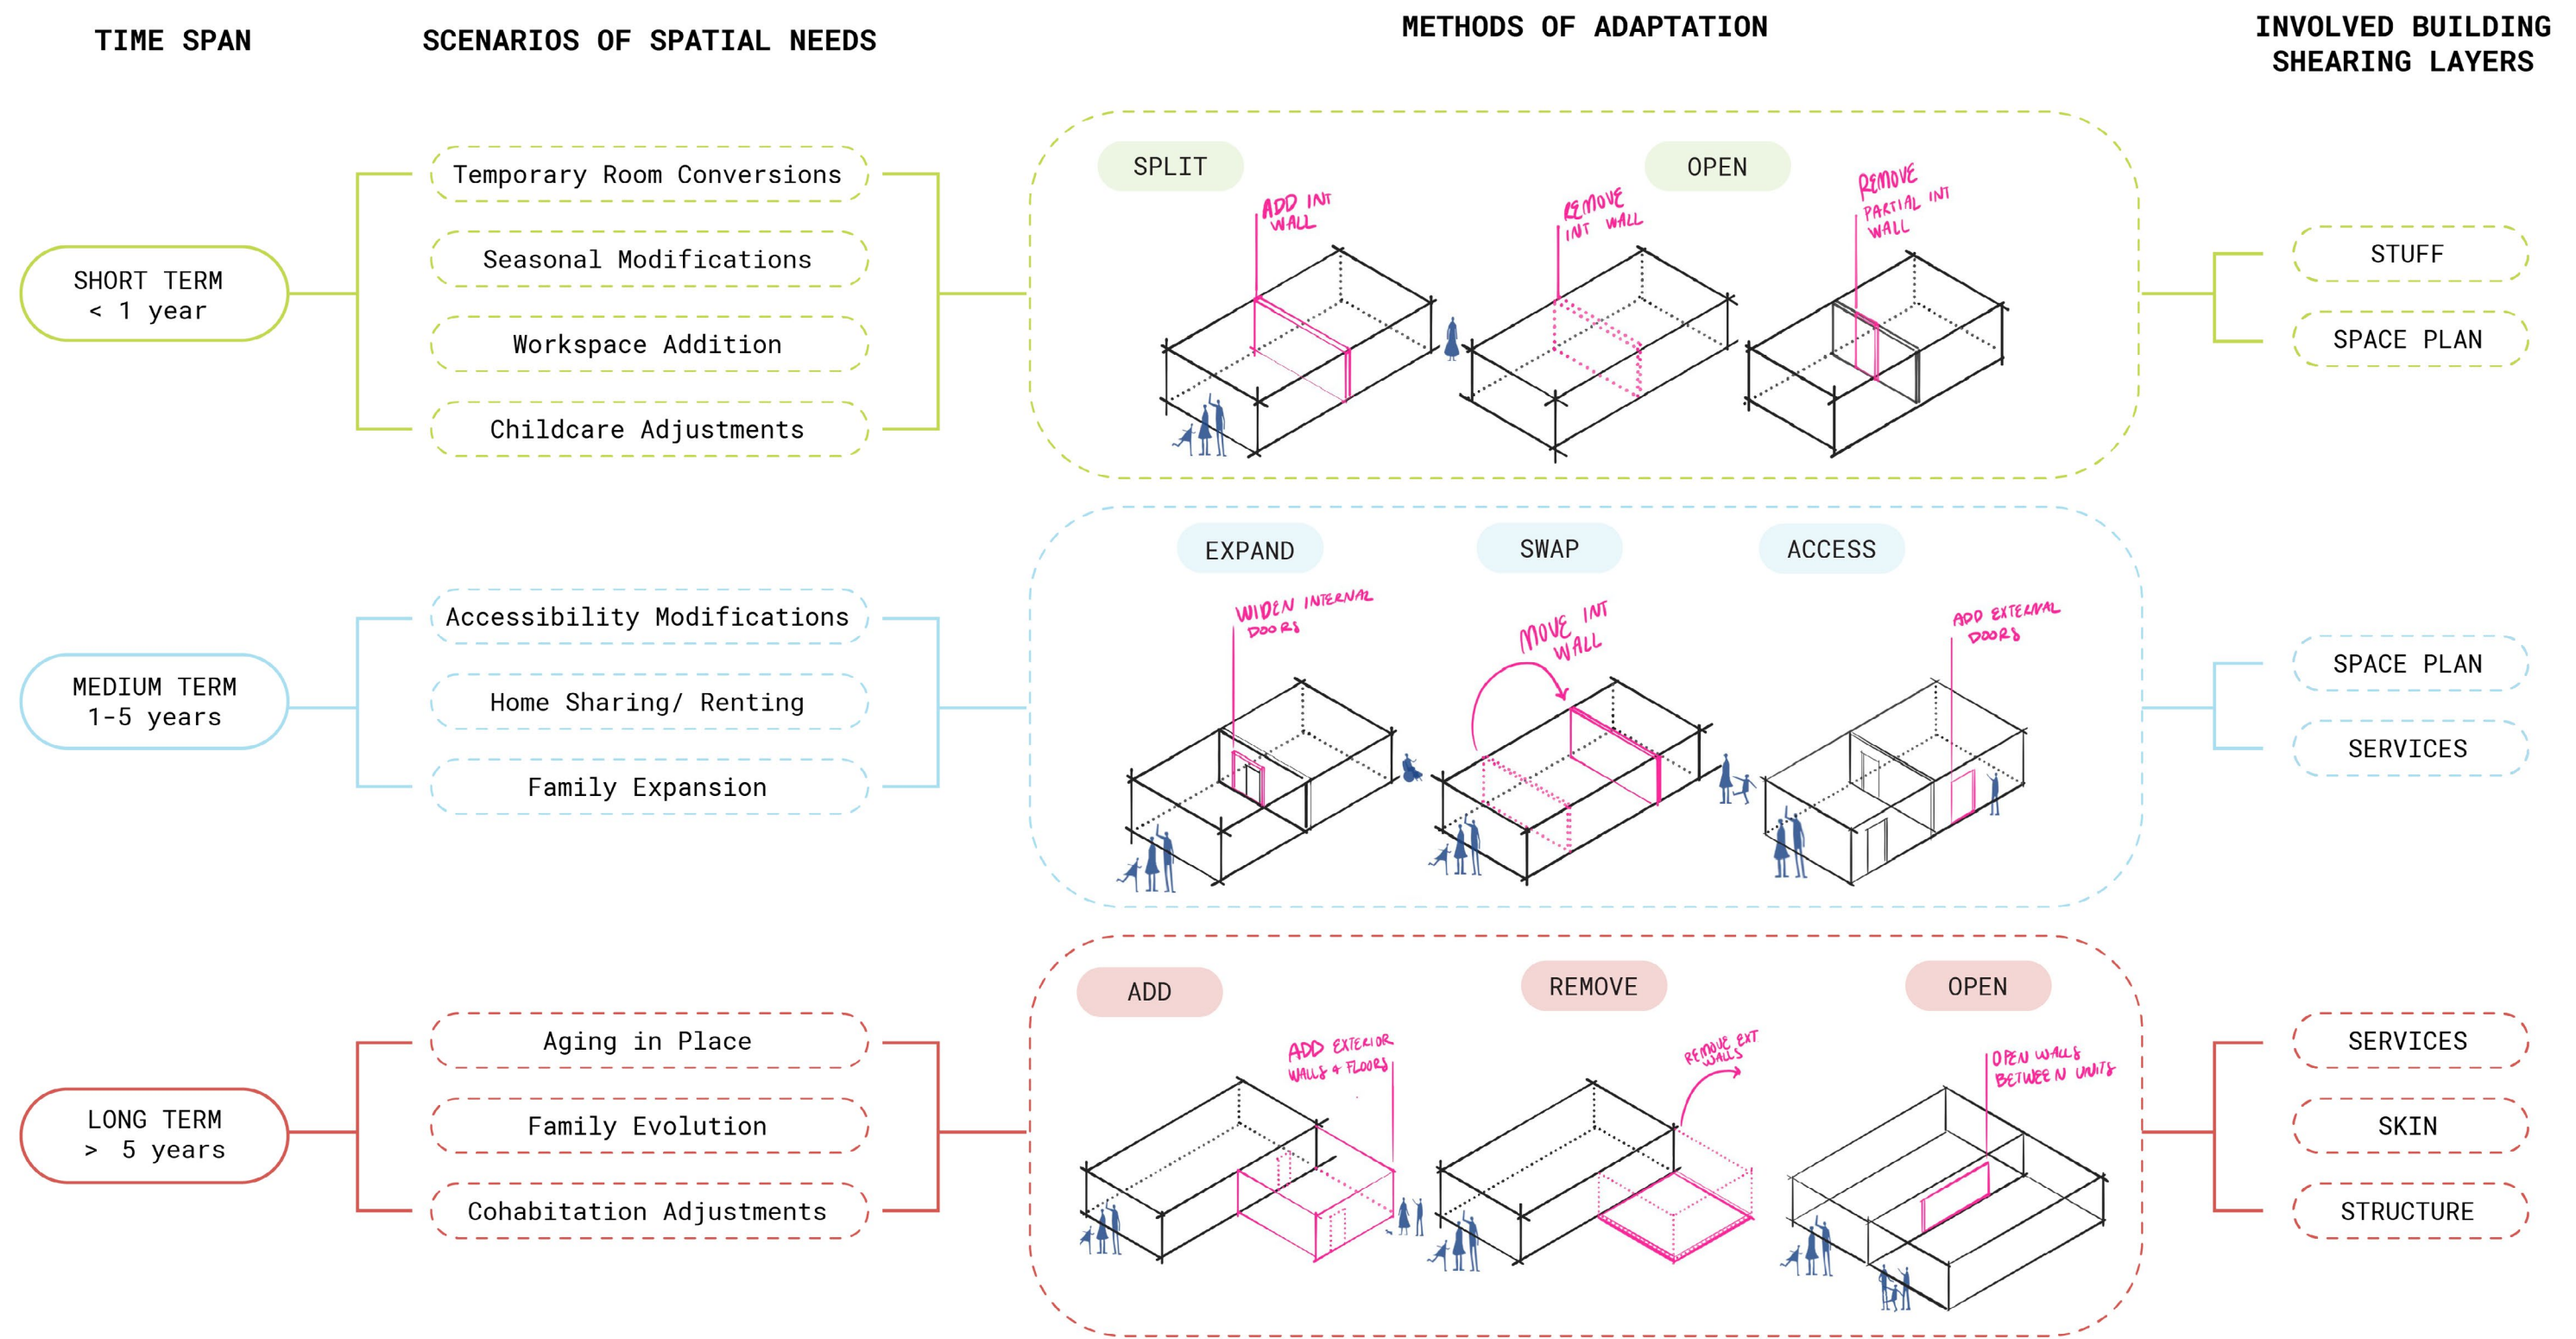 TIME SPAN
SCENARIOS OF SPATIAL NEEDS
METHODS OF ADAPTATION
INVOLVED BUILDING
SHEARING LAYERS
SHORT TERM
< 1 year
Temporary Room Conversions
Seasonal Modifications
Workspace Addition
Childcare Adjustments
SPLIT
ADD INT
WALL
OPEN
REMOVE
INT WALL
REMOVE
PARTIAL INT
WALL
STUFF
SPACE PLAN
MEDIUM TERM
1-5 years
Accessibility Modifications
Home Sharing/ Renting
Family Expansion
EXPAND
WIDEN INTERNAL
DOORS
SWAP
MOVE INT
WALL
ACCESS
ADD EXTERNAL
DOORS
SPACE PLAN
SERVICES
LONG TERM
> 5 years
Aging in Place
Family Evolution
Cohabitation Adjustments
ADD
ADD EXTERIOR
WALLS & FLOORS
REMOVE
REMOVE EXT
WALLS
OPEN
OPEN WALLS
BETWEEN UNITS
SERVICES
SKIN
STRUCTURE